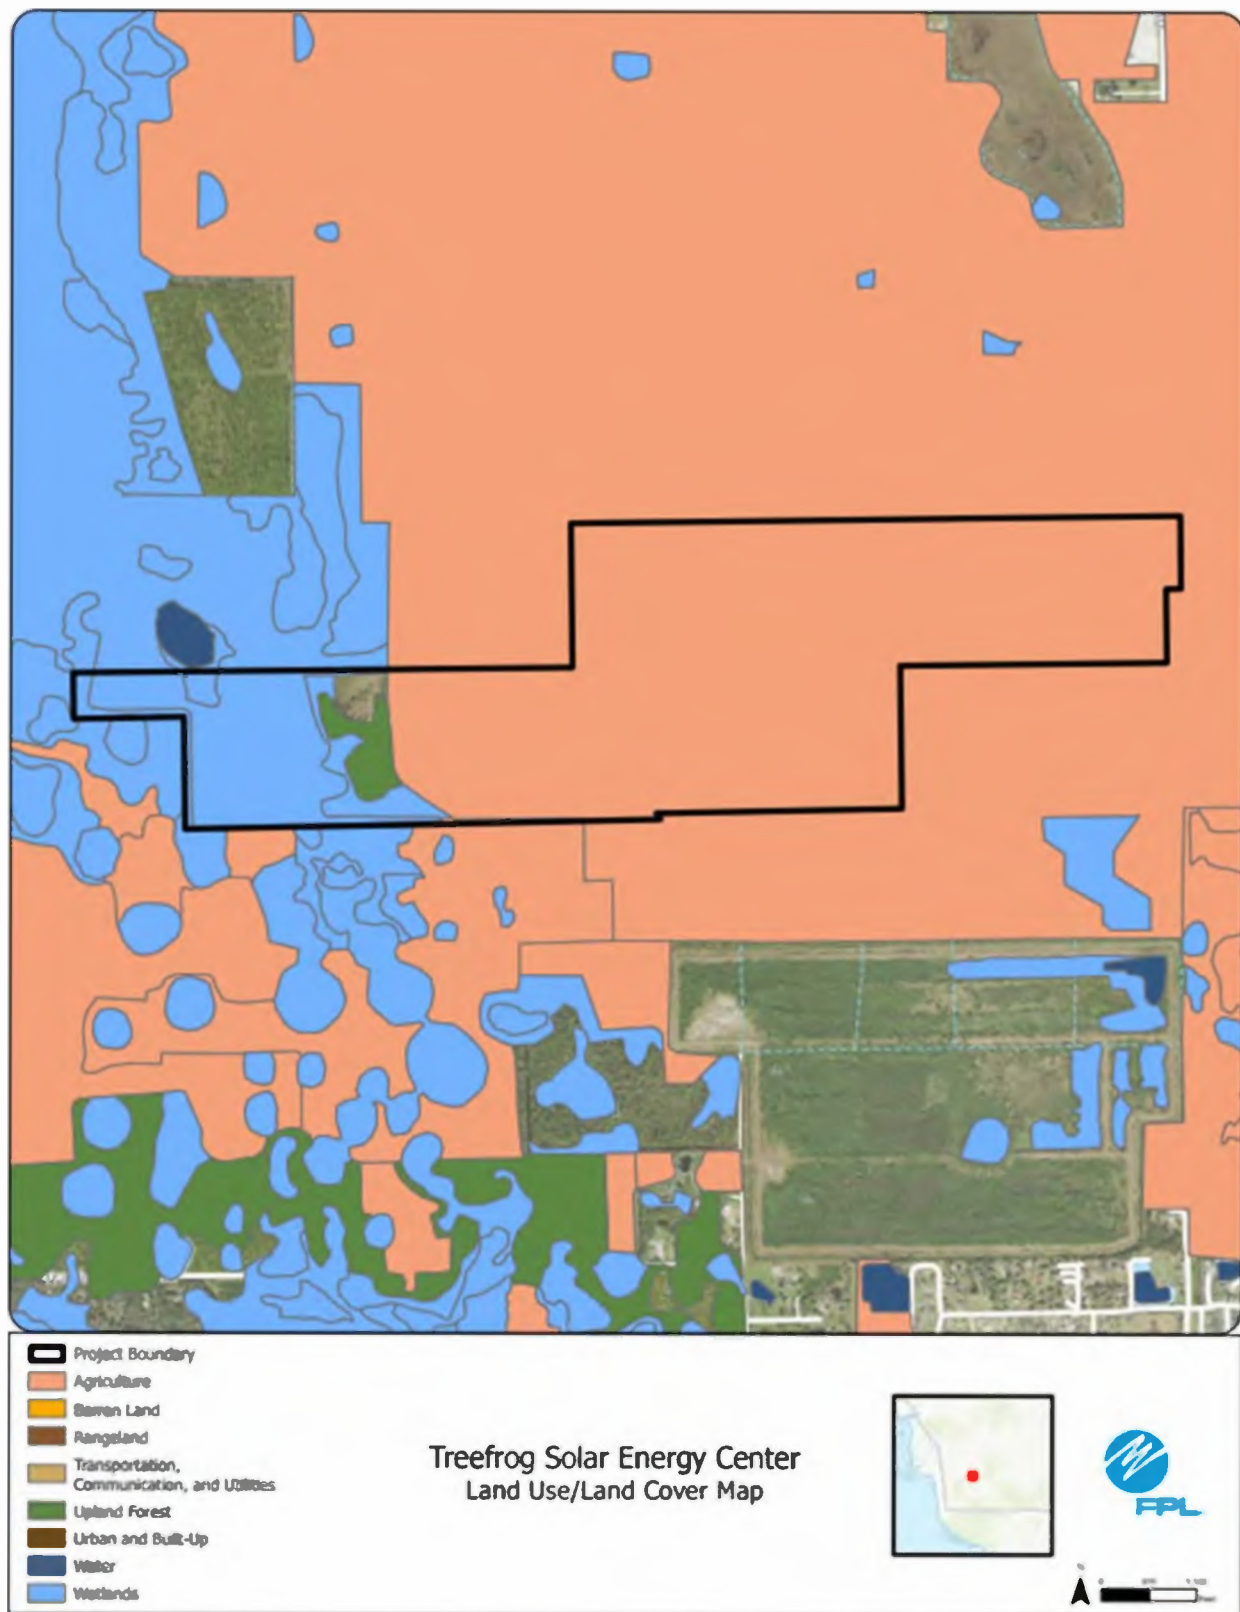 Project Boundary
Agriculture
Barren Land
Rangeland
Transportation,
Communication, and Utilities
Upland Forest
Urban and Built-Up
Water
Wetlands
Treefrog Solar Energy Center
Land Use/Land Cover Map
FPL
0